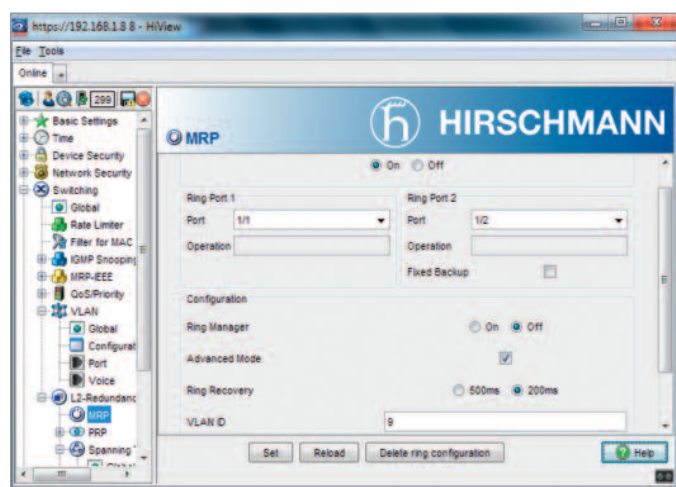 https://192.168.1.8 8 - HiView
File Tools
Online +
299
Basic Settings
Time
Device Security
Network Security
Switching
Global
Rate Limiter
Filter for MAC
IGMP Snooping
MRP-IEEE
QoS/Priority
VLAN
Global
Configurat
Port
Voice
L2-Redundanc
MRP
PRP
Spanning
HIRSCHMANN
MRP
On Off
Ring Port 1
Port 1/1
Operation
Ring Port 2
Port 1/2
Operation
Fixed Backup
Configuration
Ring Manager On Off
Advanced Mode
Ring Recovery 500ms 200ms
VLAN ID 9
Set Reload Delete ring configuration Help